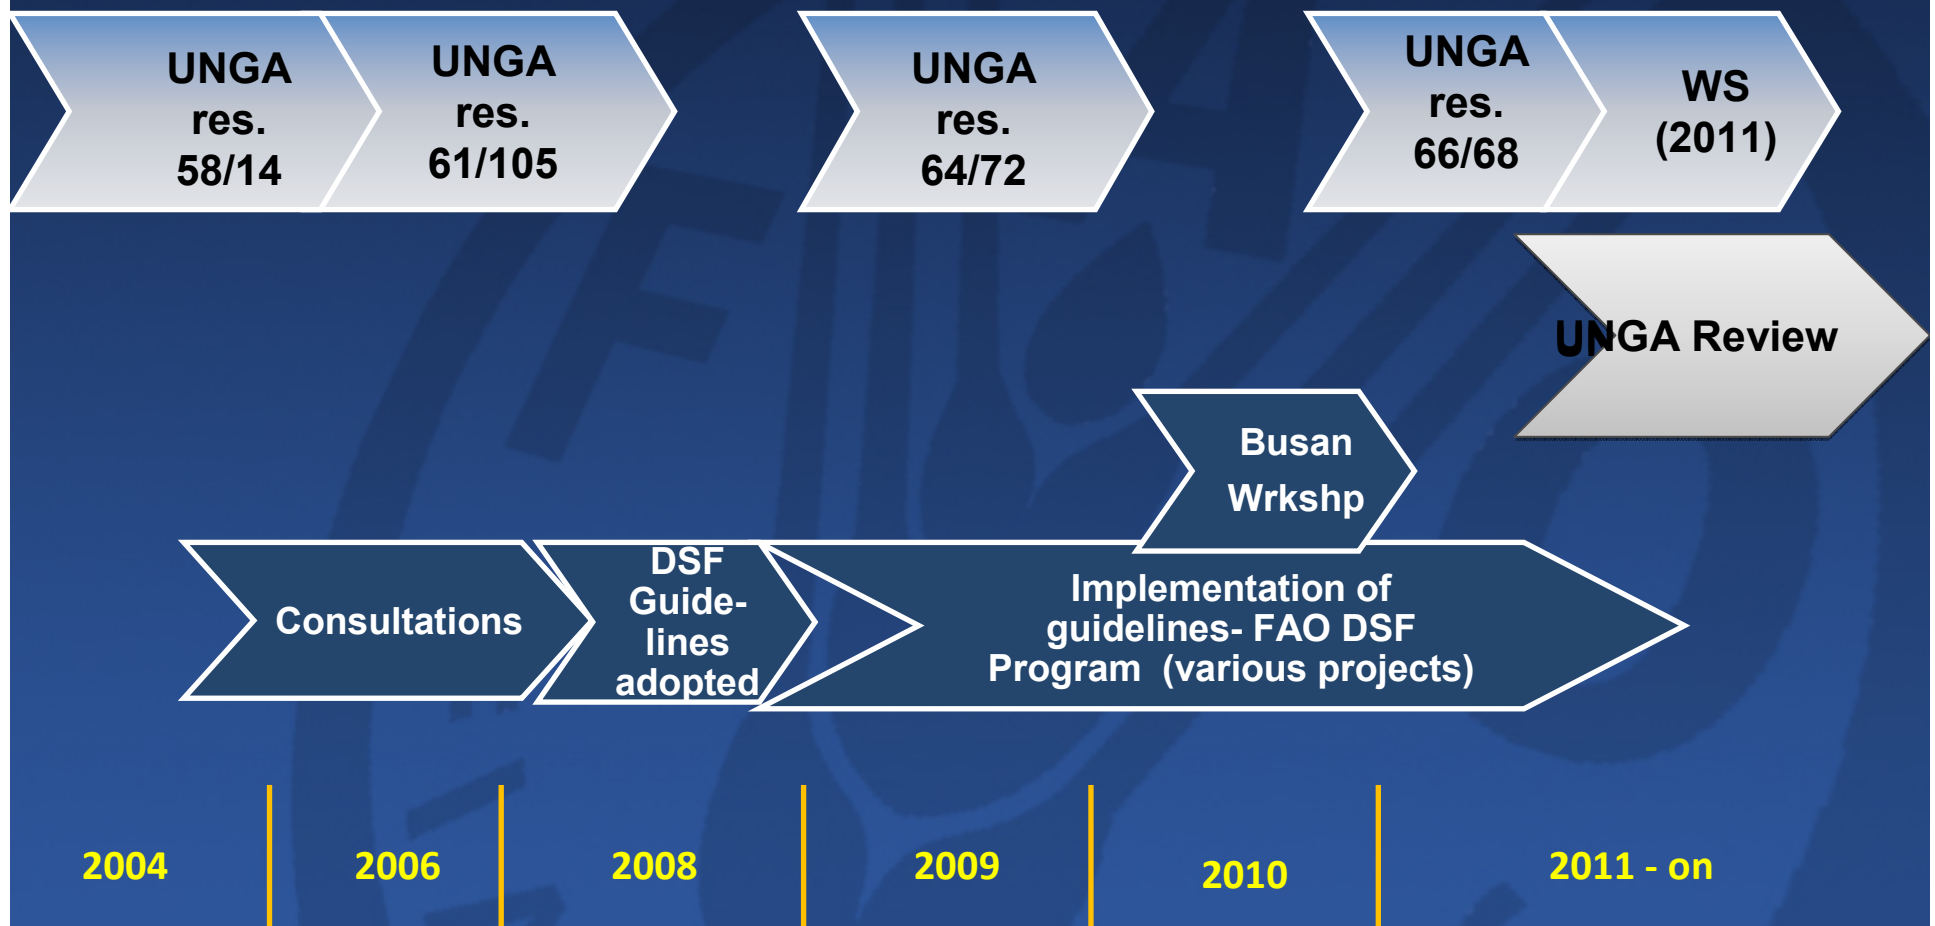 UNGA
res.
58/14
UNGA
res.
61/105
UNGA
res.
64/72
UNGA
res.
66/68
WS
(2011)
UNGA Review
Busan
Wrkshp
Consultations
DSF
Guide-
lines
adopted
Implementation of
guidelines- FAO DSF
Program (various projects)
2004
2006
2008
2009
2010
2011 - on